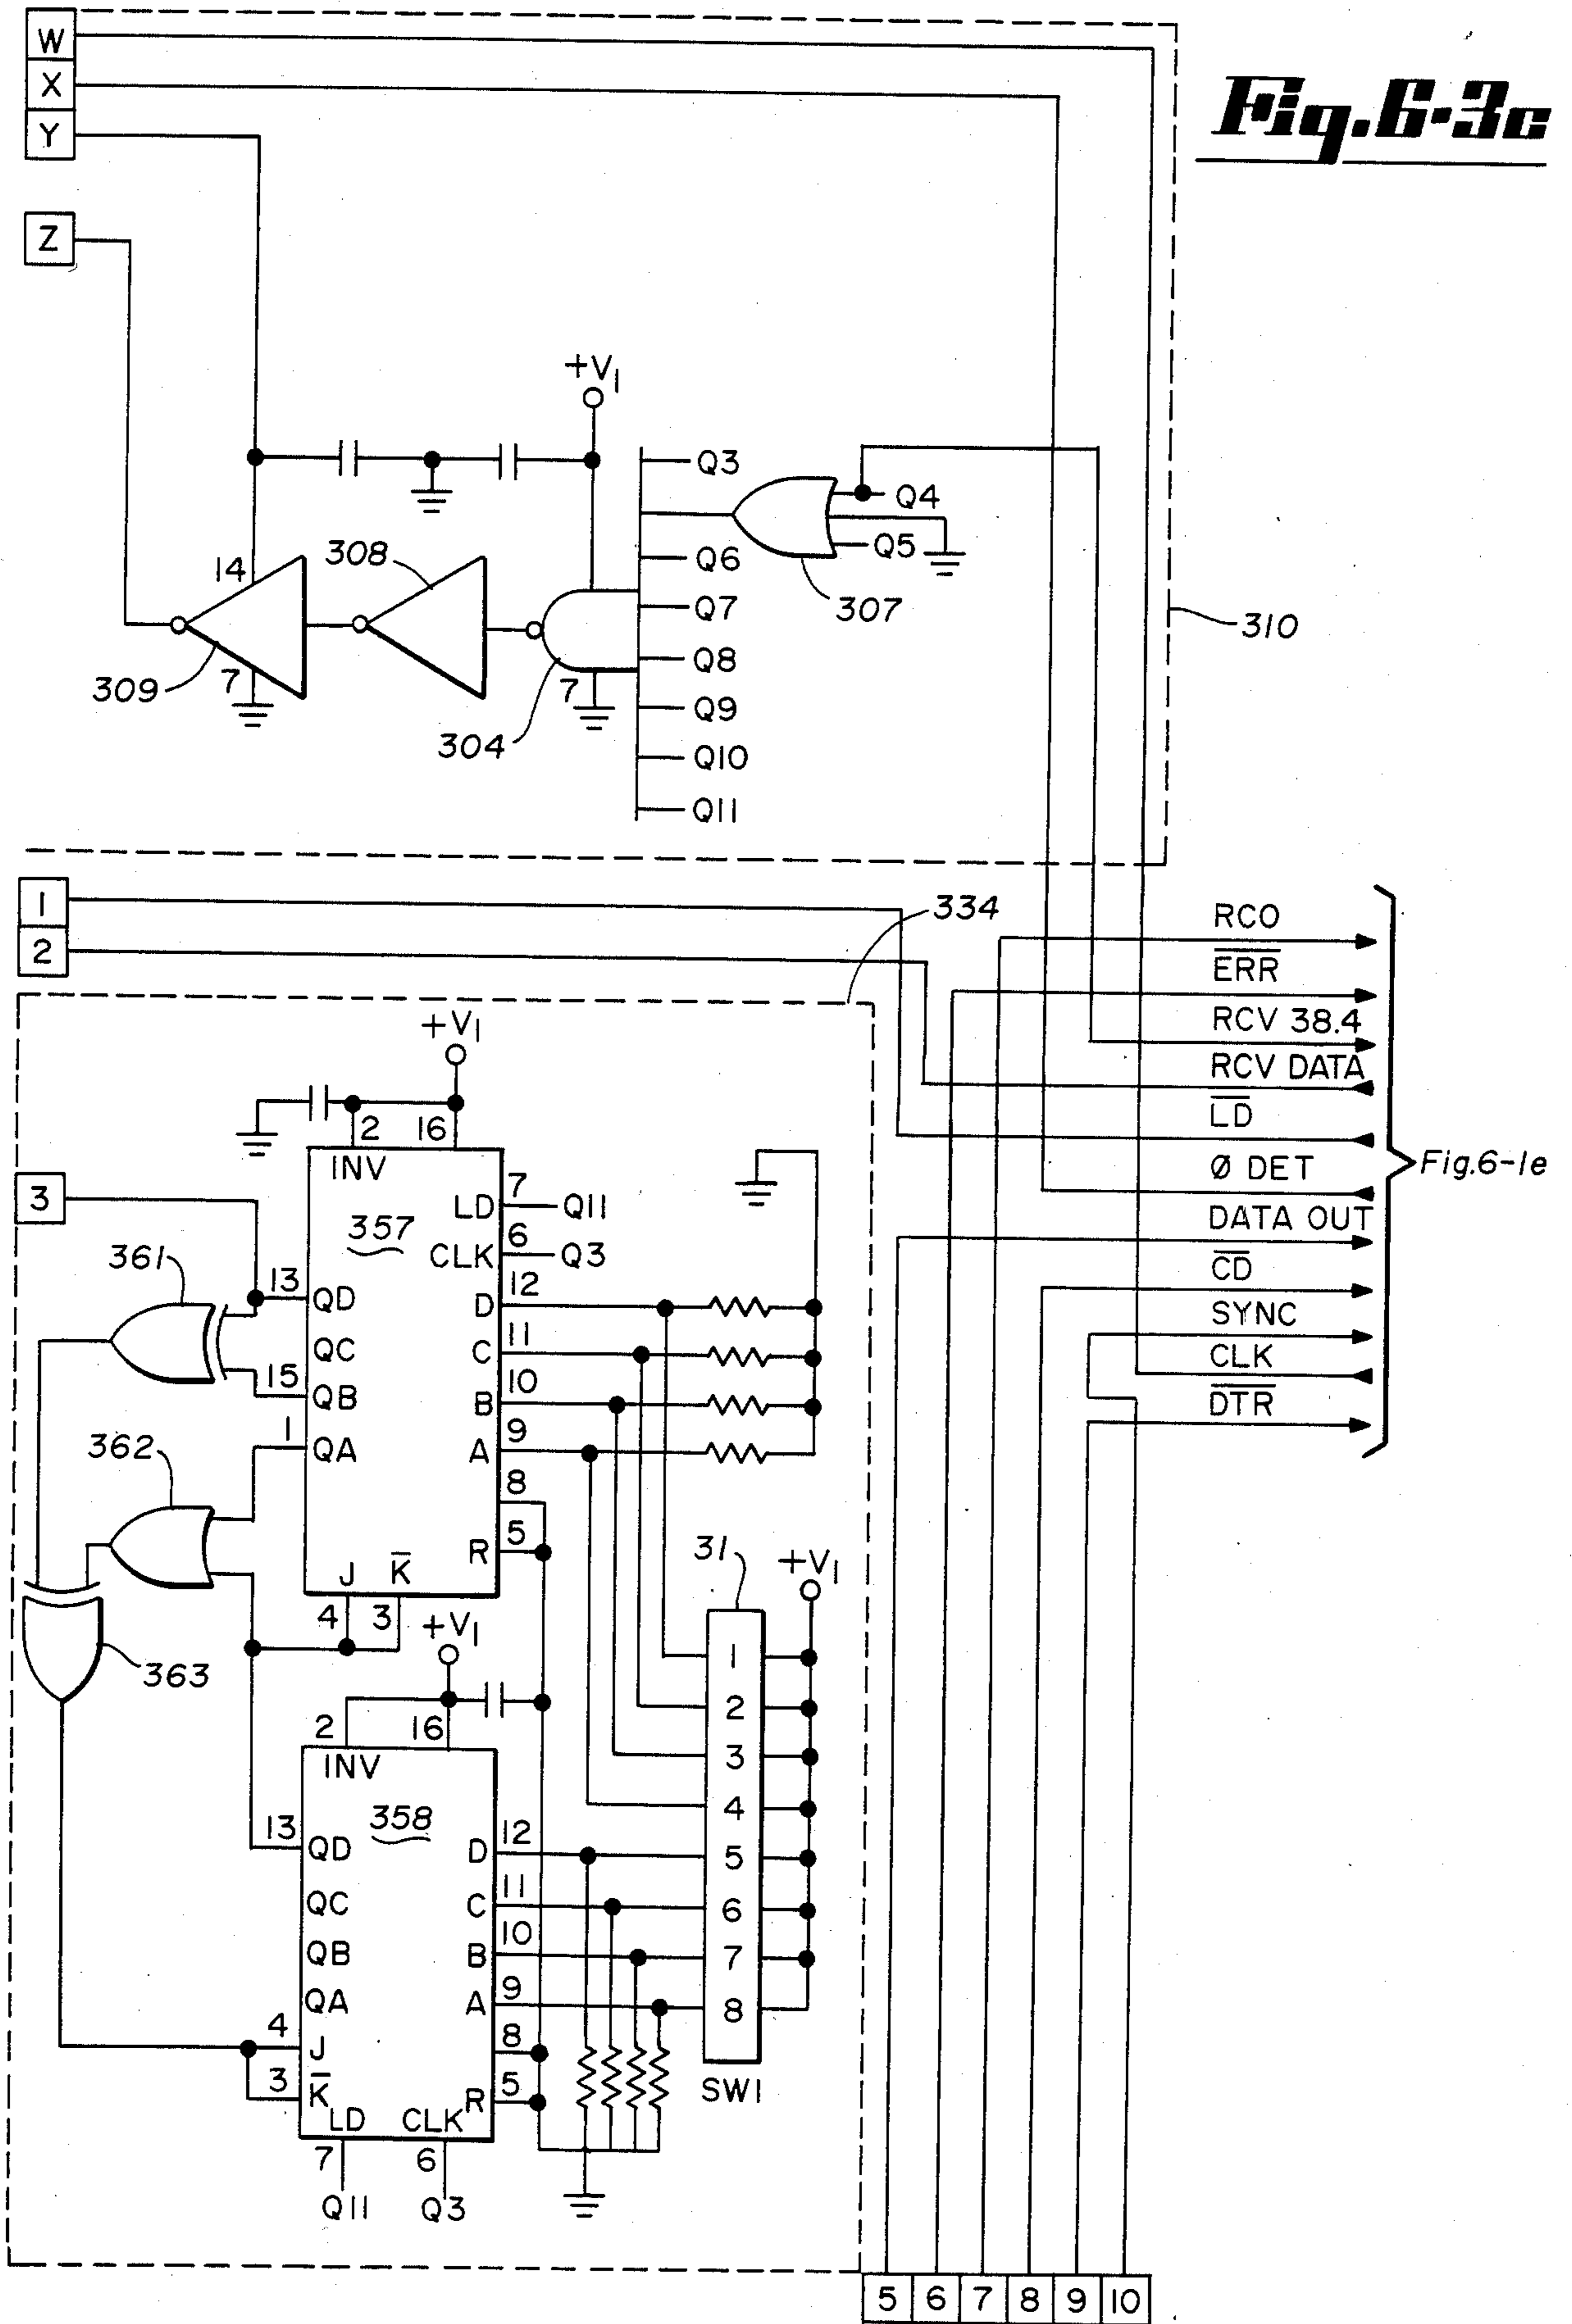 W
X
Fig.6-3c
Y
Z
+V1
Q3
Q4
Q5
14
308
Q6
307
Q7
310
Q8
309
7
7
Q9
304
Q10
Q11
1
334
RCO
2
ERR
+V1
RCV 38.4
RCV DATA
2
16
LD
INV
Fig.6-1e
Ø DET
3
7
LD
Q11
357
DATA OUT
6
CLK
Q3
361
CD
13
QD
12
D
SYNC
QC
11
C
CLK
15
QB
10
B
DTR
1
QA
9
A
362
8
5
31
+V1
R
J
K
4
3
+V1
1
363
2
2
16
3
INV
4
358
13
QD
12
D
5
QC
11
C
6
QB
10
B
7
QA
9
A
8
4
J
8
3
K
5
R
SW1
LD
CLK
7
6
Q11
Q3
5
6
7
8
9
10